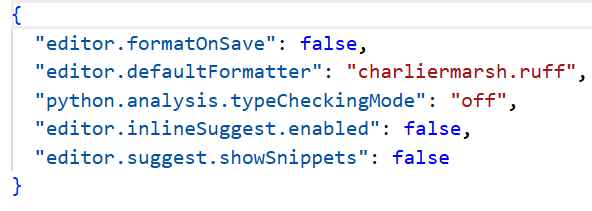 {
"editor.formatOnSave": false,
"editor.defaultFormatter": "charliermarsh.ruff",
"python.analysis.typeCheckingMode": "off",
"editor.inlineSuggest.enabled": false,
"editor.suggest.showSnippets": false
}